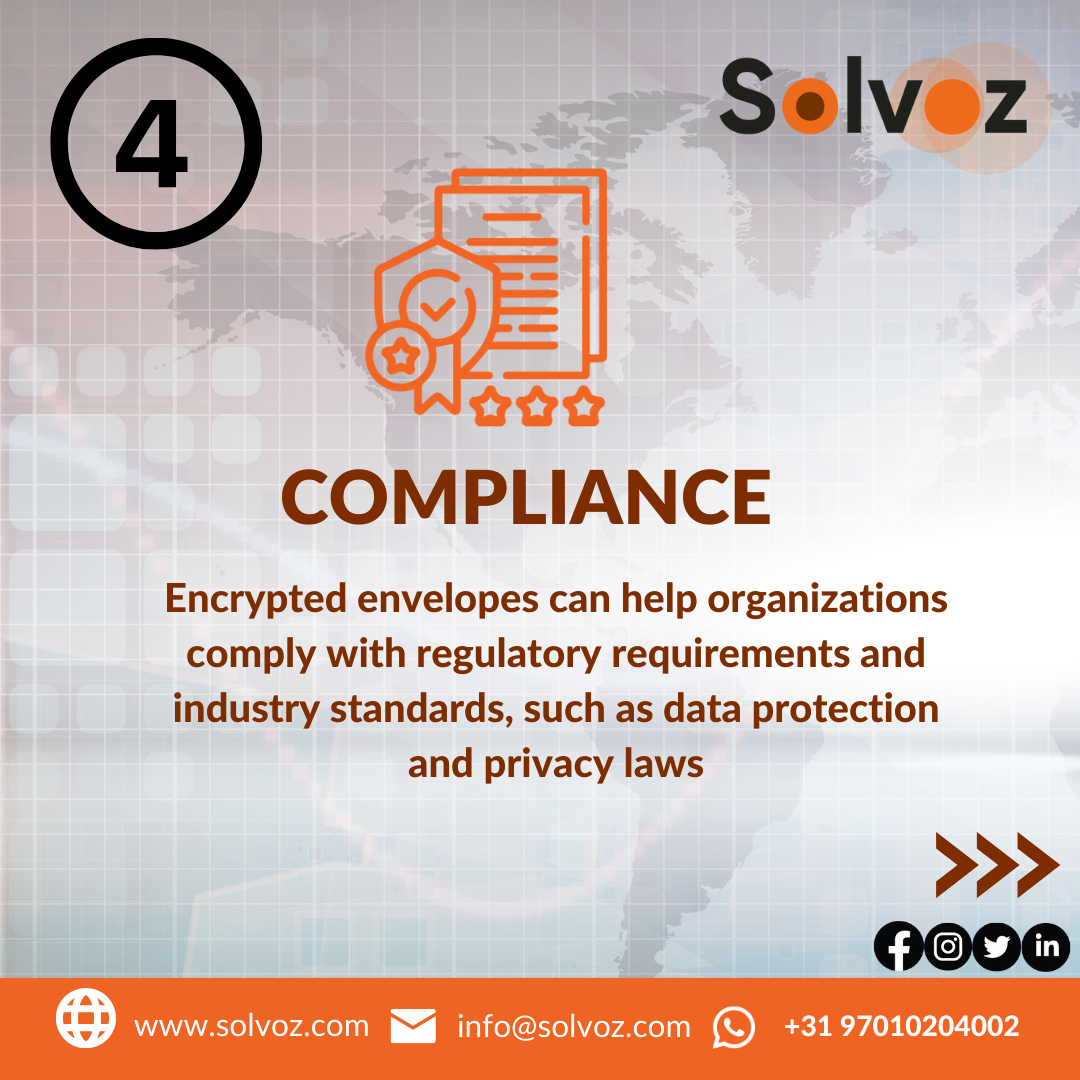 4
Solvoz
COMPLIANCE
Encrypted envelopes can help organizations
comply with regulatory requirements and
industry standards, such as data protection
and privacy laws
www.solvoz.com
info@solvoz.com
+31 97010204002